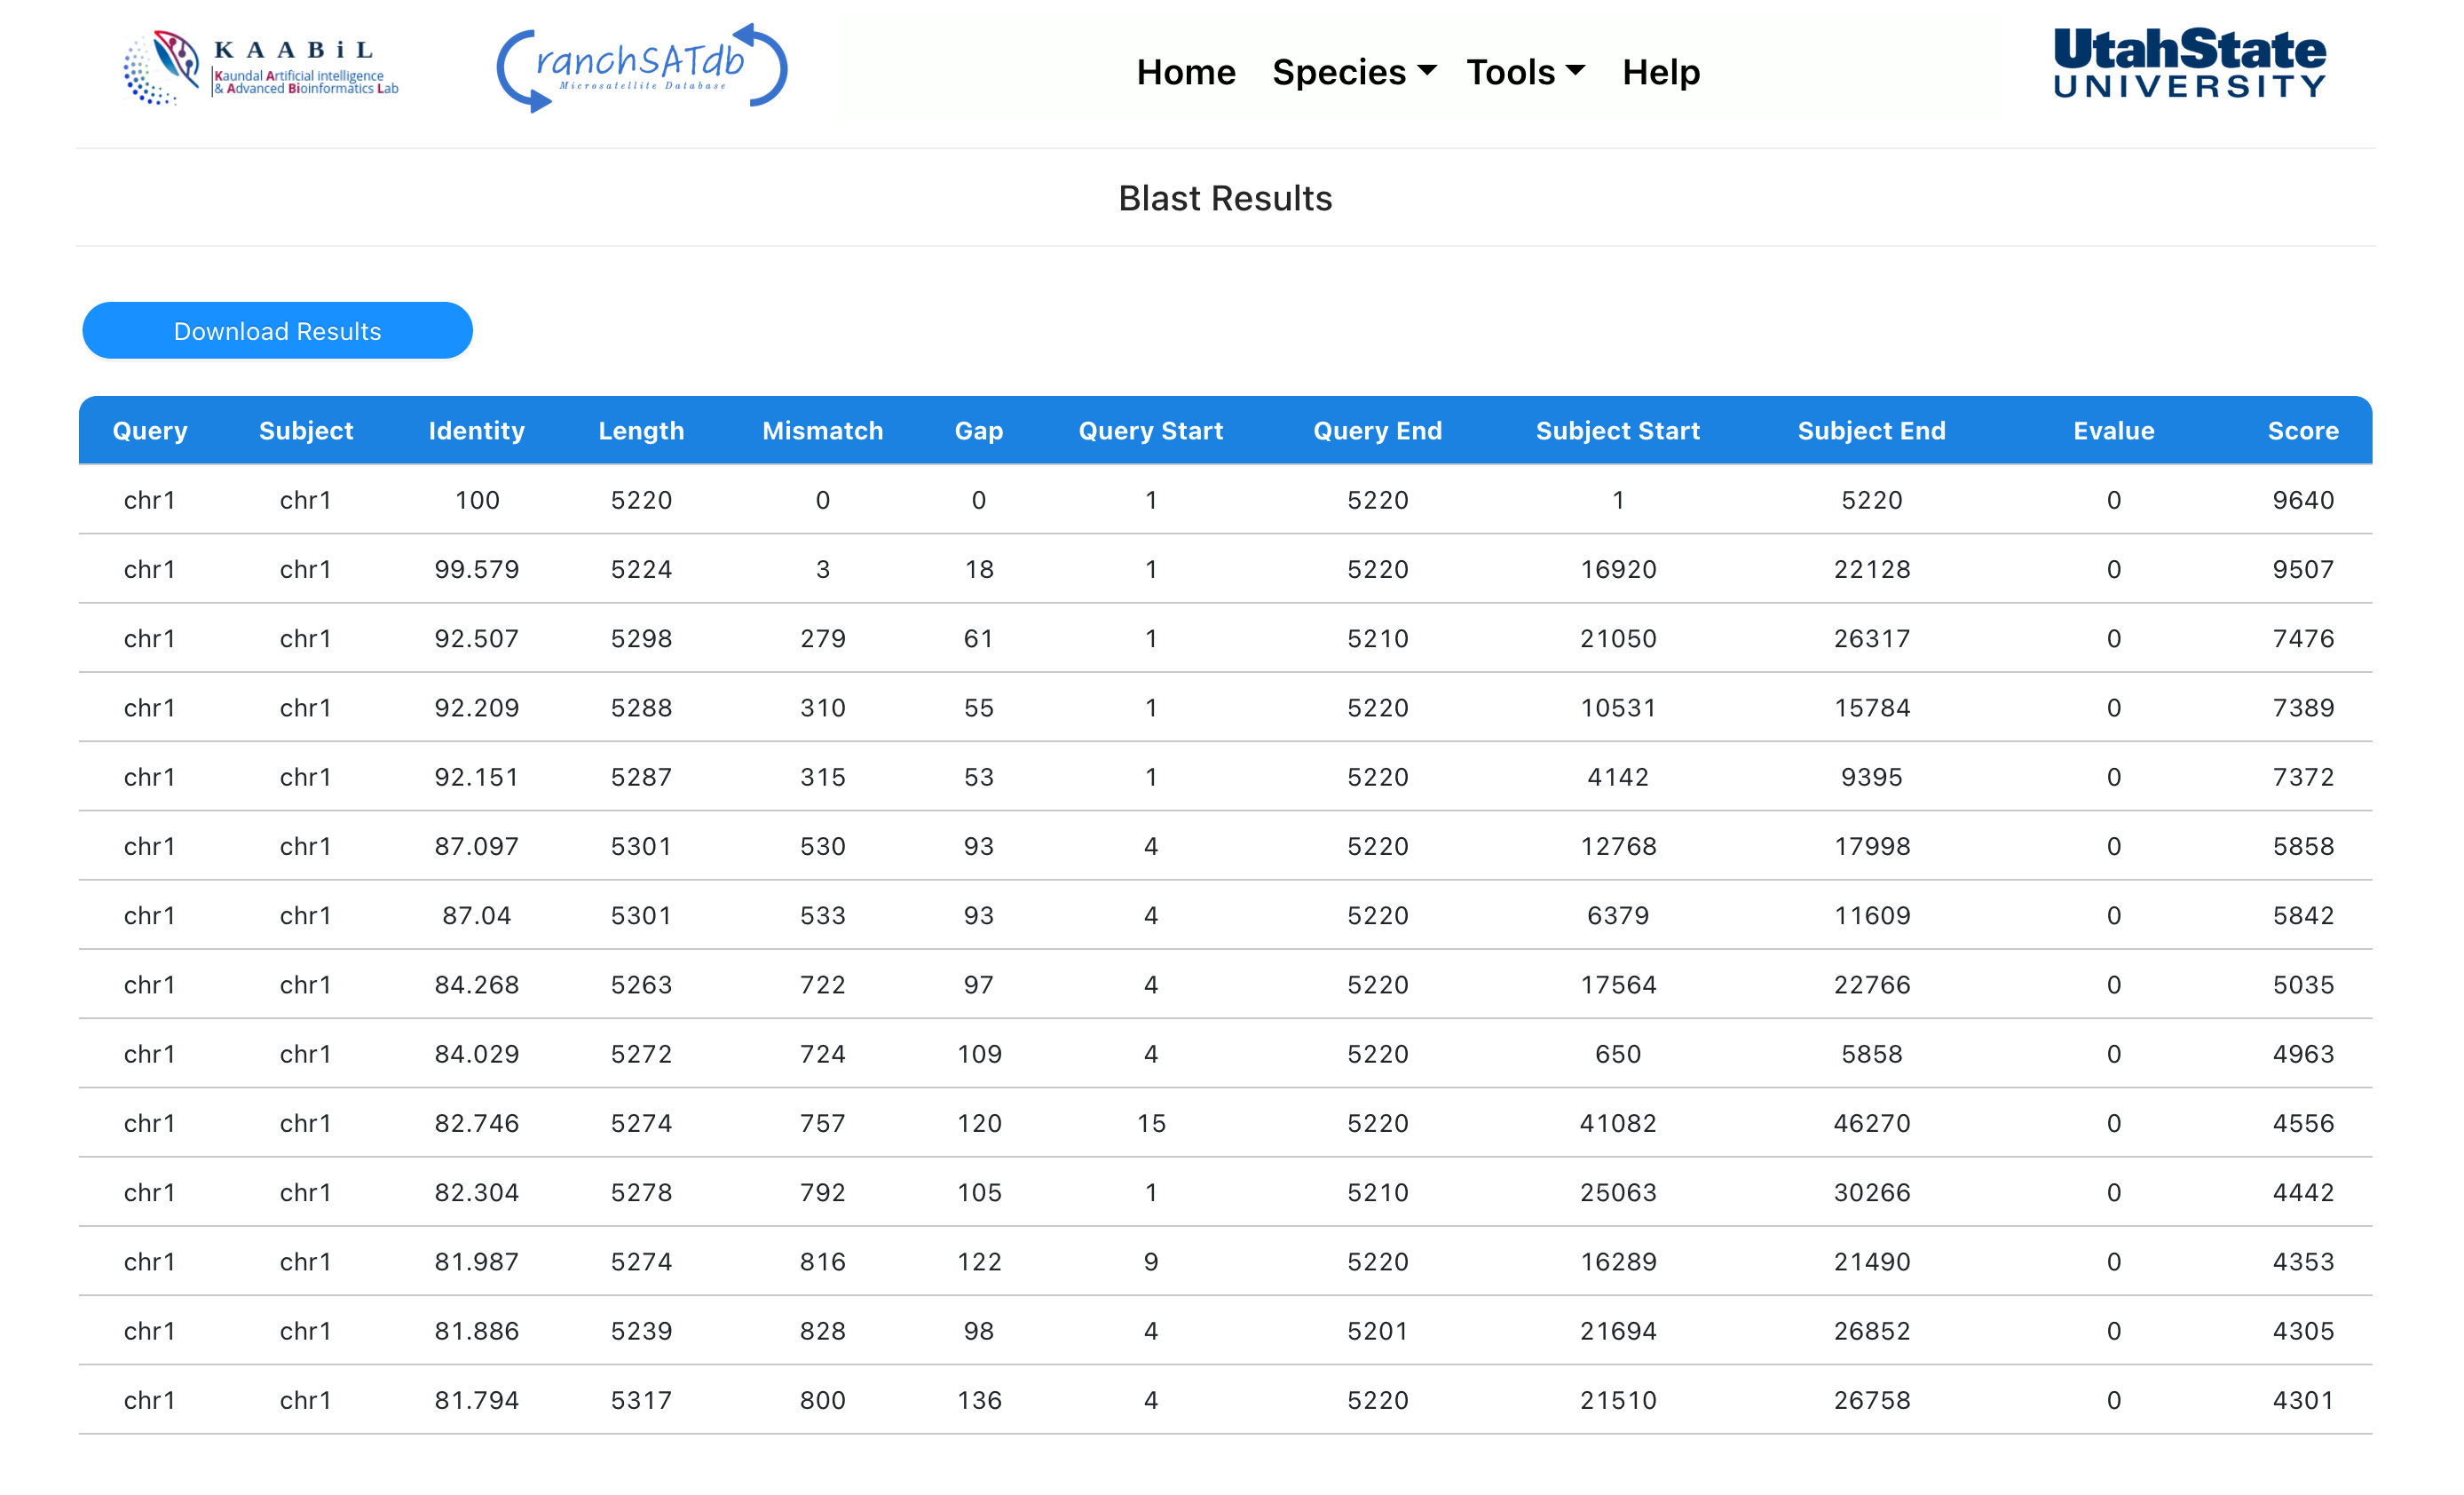 K A A B i L
Kaundal Artificial intelligence
& Advanced Bioinformatics Lab
CranchSATdb
Microsatellite Database
Home Species Tools Help
UtahState
UNIVERSITY
Blast Results
Download Results
Query Subject Identity Length Mismatch Gap Query Start Query End Subject Start Subject End Evalue Score
chr1 chr1 100 5220 0 0 1 5220 1 5220 0 9640
chr1 chr1 99.579 5224 3 18 1 5220 16920 22128 0 9507
chr1 chr1 92.507 5298 279 61 1 5210 21050 26317 0 7476
chr1 chr1 92.209 5288 310 55 1 5220 10531 15784 0 7389
chr1 chr1 92.151 5287 315 53 1 5220 4142 9395 0 7372
chr1 chr1 87.097 5301 530 93 4 5220 12768 17998 0 5858
chr1 chr1 87.04 5301 533 93 4 5220 6379 11609 0 5842
chr1 chr1 84.268 5263 722 97 4 5220 17564 22766 0 5035
chr1 chr1 84.029 5272 724 109 4 5220 650 5858 0 4963
chr1 chr1 82.746 5274 757 120 15 5220 41082 46270 0 4556
chr1 chr1 82.304 5278 792 105 1 5210 25063 30266 0 4442
chr1 chr1 81.987 5274 816 122 9 5220 16289 21490 0 4353
chr1 chr1 81.886 5239 828 98 4 5201 21694 26852 0 4305
chr1 chr1 81.794 5317 800 136 4 5220 21510 26758 0 4301